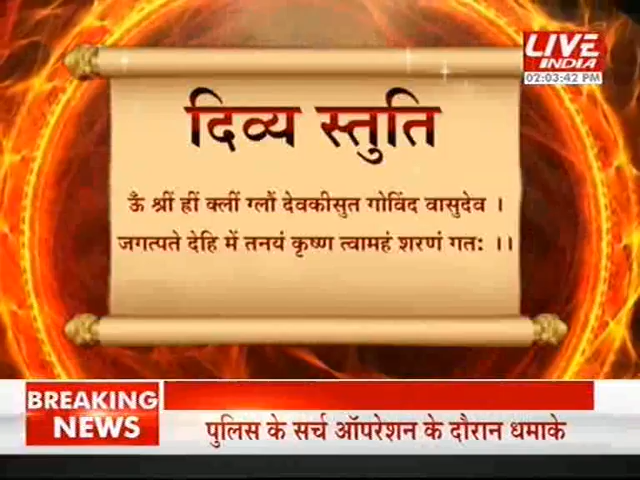 LIVE
INDIA
02:03:42 PM
दिव्य स्तुति
ऊँ श्रीं हीं क्लीं ग्लौं देवकीसुत गोविंद वासुदेव ।
जगत्पते देहि में तनयं कृष्ण त्वामहं शरणं गतः ।।
BREAKING
NEWS
पुलिस के सर्च ऑपरेशन के दौरान धमाके